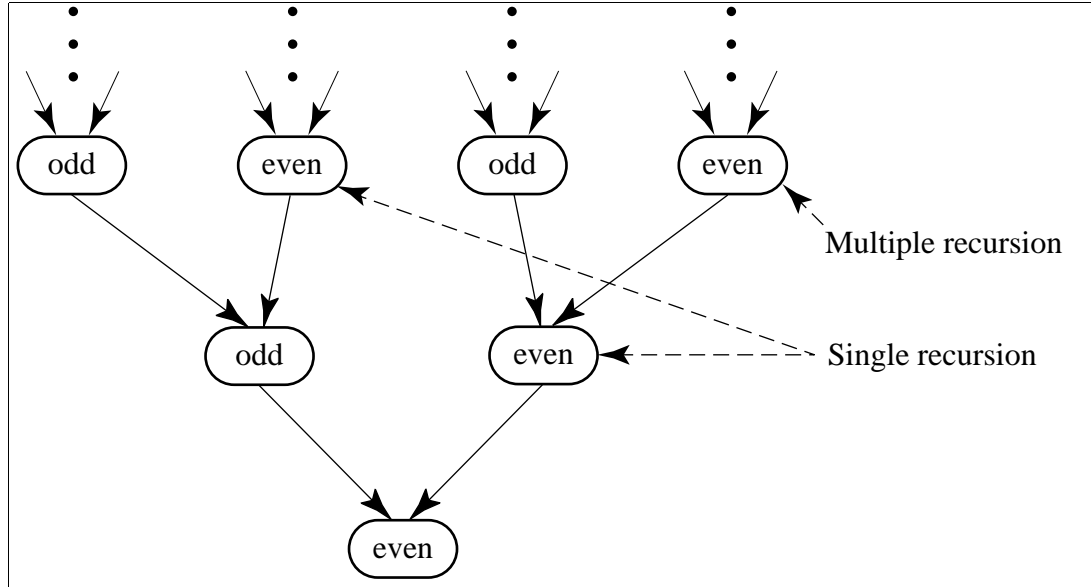 odd
even
odd
even
Multiple recursion
odd
even
Single recursion
even